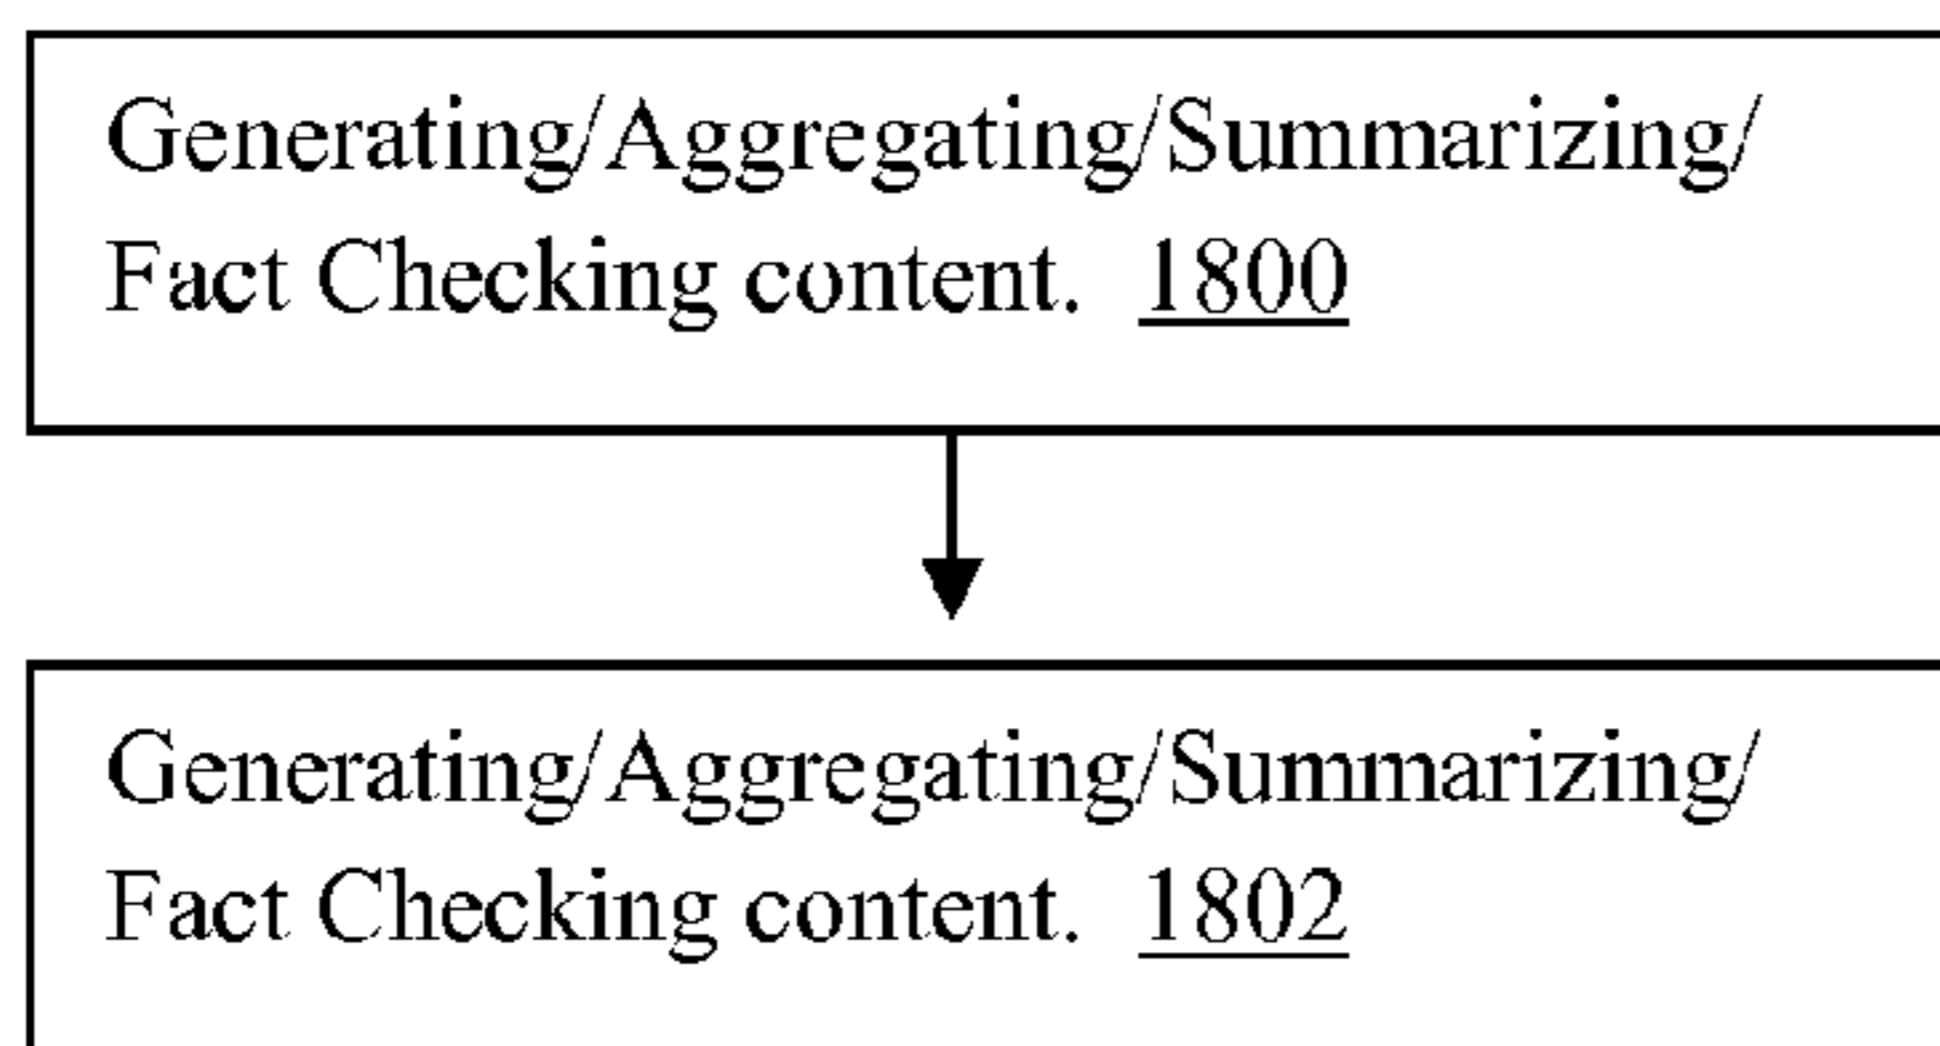 Generating/Aggregating/Summarizing/
Fact Checking content. 1800
Generating/Aggregating/Summarizing/
Fact Checking content. 1802